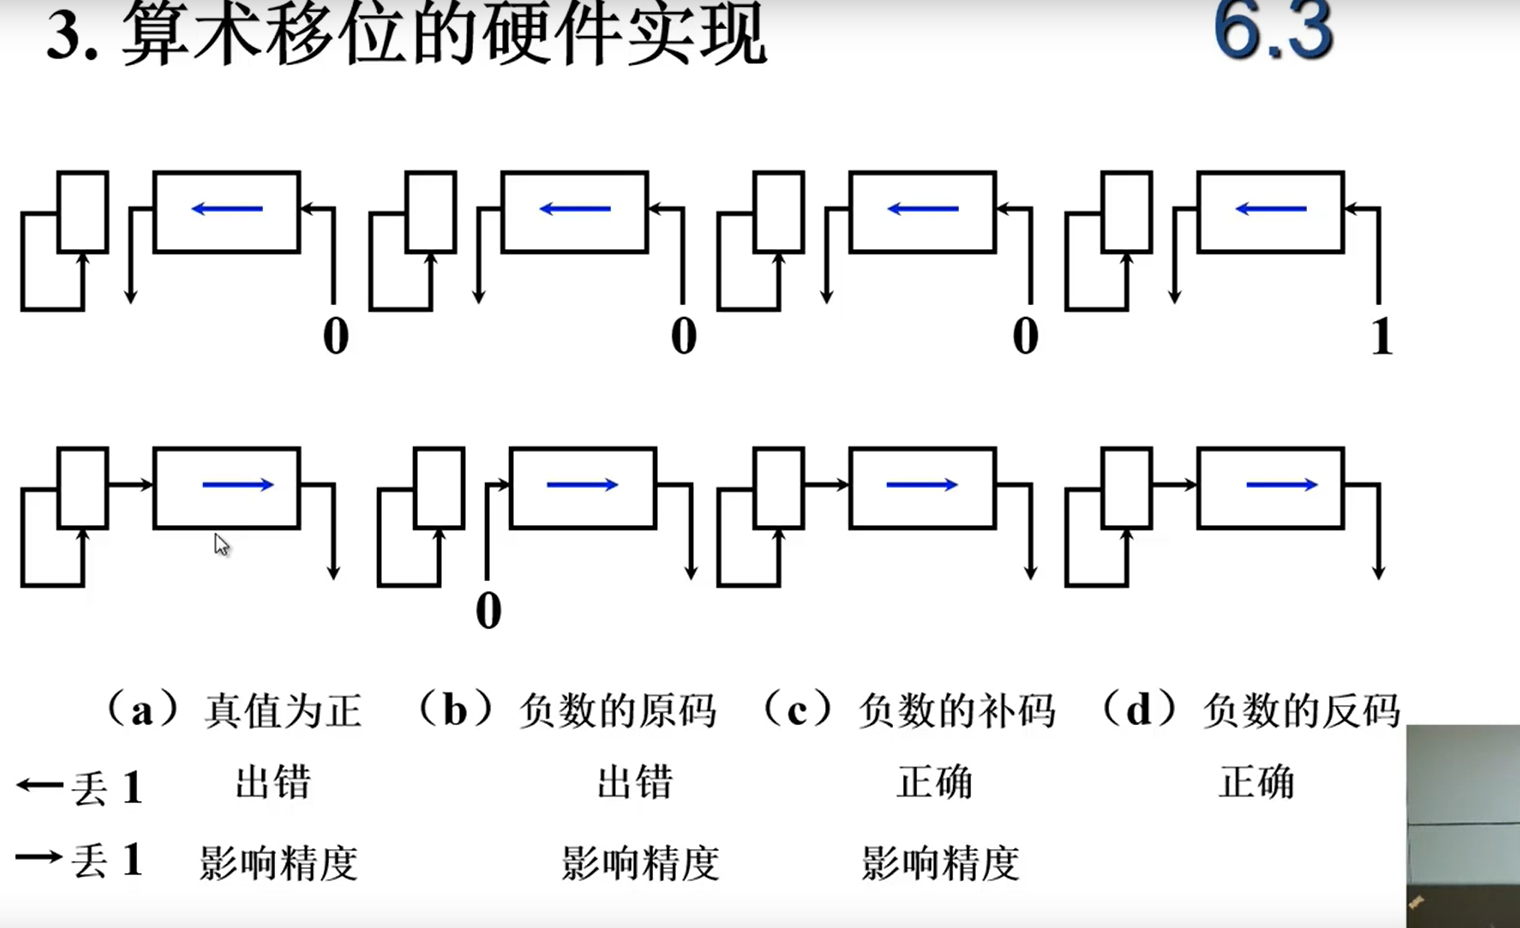 3. 算术移位的硬件实现 6.3
0 0 0 1
0
（a）真值为正 （b）负数的原码 （c）负数的补码 （d）负数的反码
←丢 1 出错 出错 正确 正确
→丢 1 影响精度 影响精度 影响精度